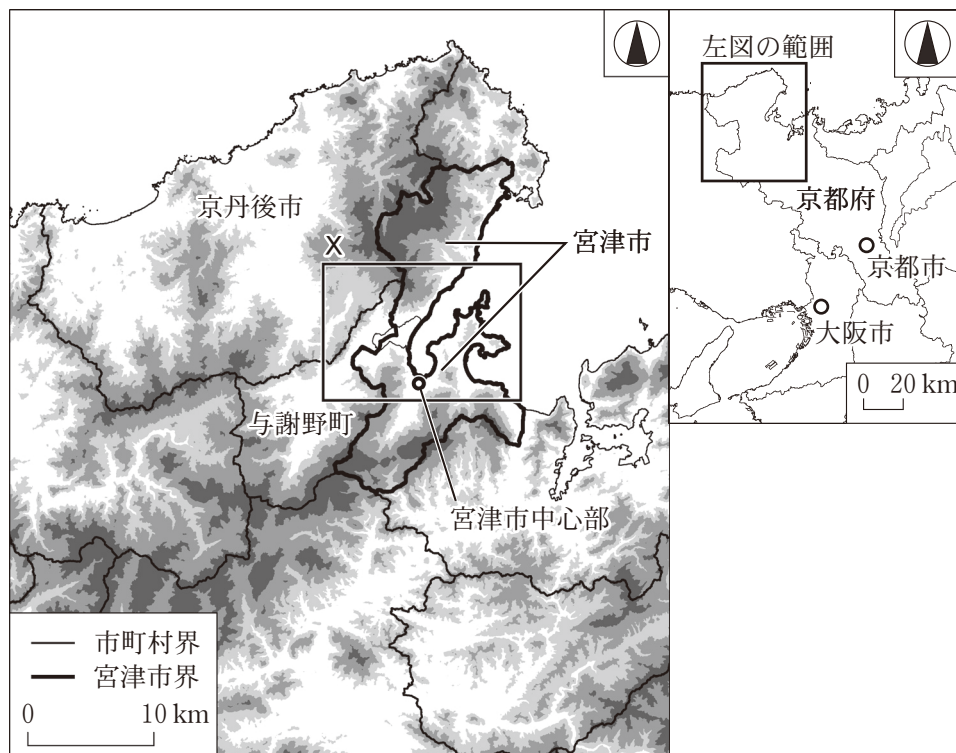 左図の範囲
京都府
京都市
大阪市
0 20 km
京丹後市
宮津市
X
与謝野町
宮津市中心部
市町村界
宮津市界
0 10 km